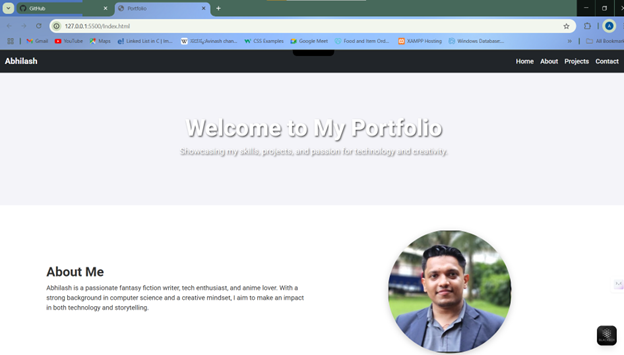 GitHub
Portfolio
127.0.0.1:5500/index.html
Gmail
YouTube
Maps
Linked List in C | Im...
CSS Examples
Google Meet
Food and Item Ord...
XAMPP Hosting
Windows Database...
All Bookmark
Abhilash
Home About Projects Contact
Welcome to My Portfolio
Showcasing my skills, projects, and passion for technology and creativity.
About Me
Abhilash is a passionate fantasy fiction writer, tech enthusiast, and anime lover. With a
strong background in computer science and a creative mindset, I aim to make an impact
in both technology and storytelling.